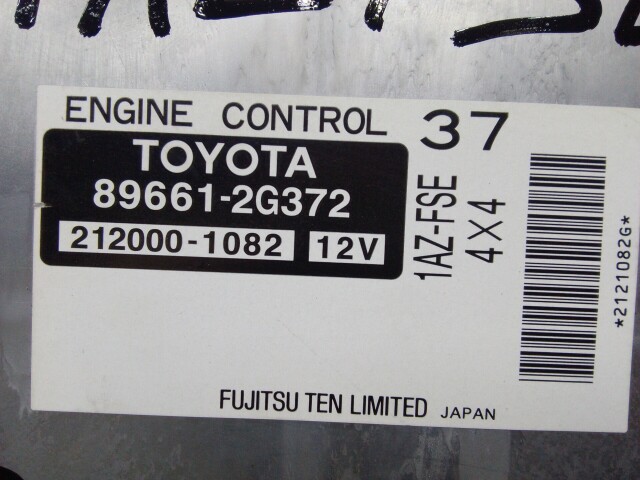 ENGINE CONTROL 37
TOYOTA
89661-2G372
212000-1082 12V
1AZ-FSE
4X4
*2121082G*
FUJITSU TEN LIMITED JAPAN